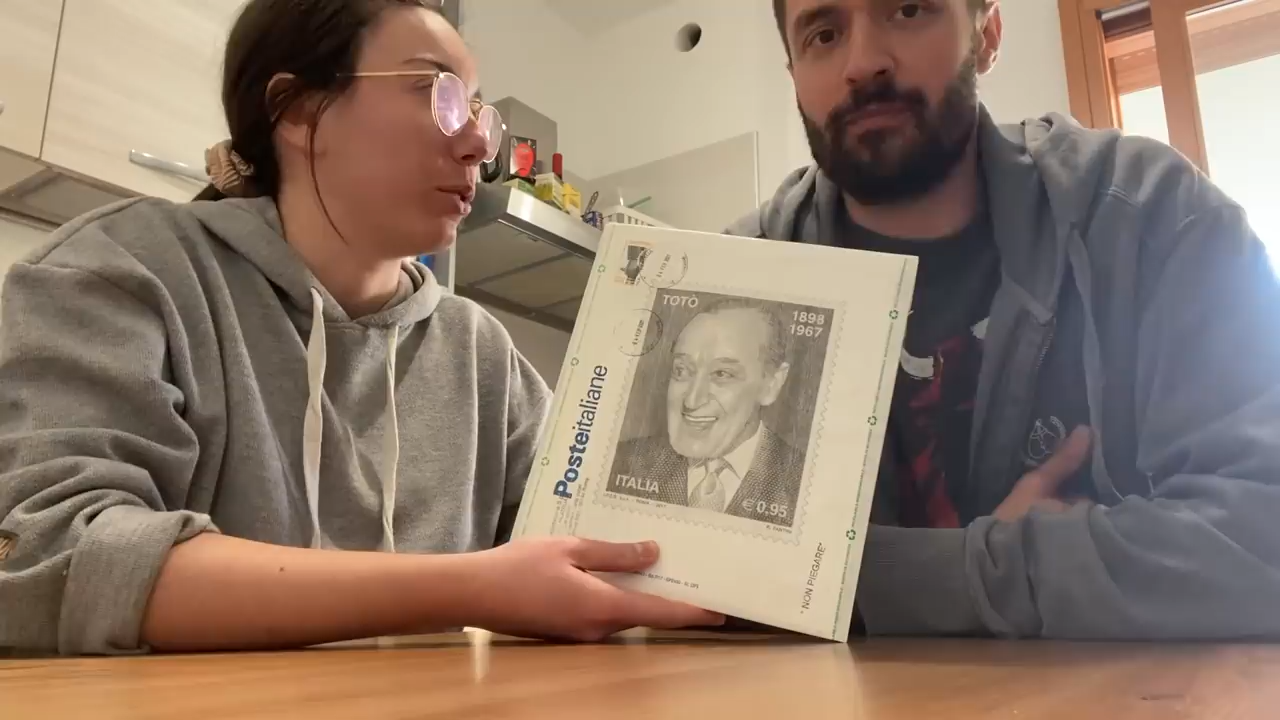 TOTÒ
1898
1967
Posteitaliane
ITALIA
€0.95
"NON PIEGARE"